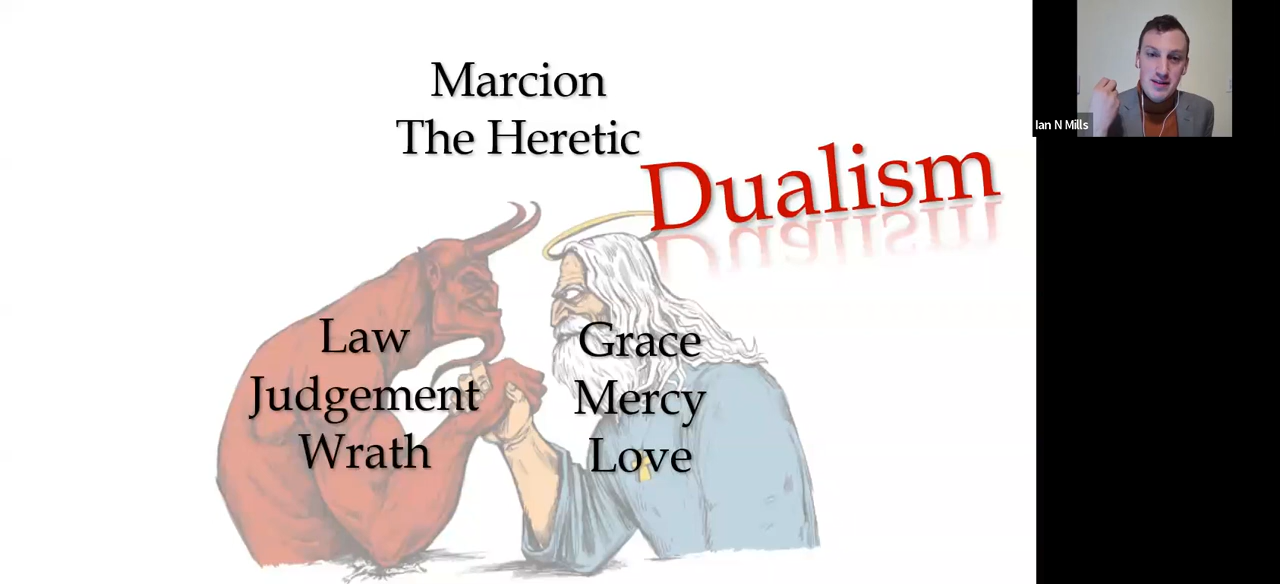 Marcion
The Heretic
Dualism
Law
Judgement
Wrath
Grace
Mercy
Love
Ian N Mills